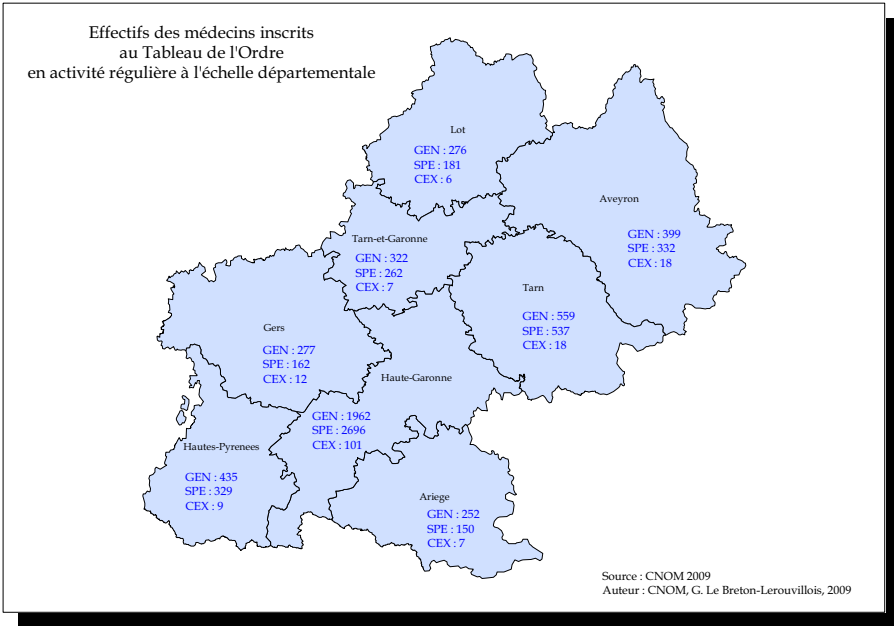 Effectifs des médecins inscrits
au Tableau de l'Ordre
en activité régulière à l'échelle départementale
Lot
GEN : 276
SPE : 181
CEX : 6
Aveyron
GEN : 399
SPE : 332
CEX : 18
Tarn-et-Garonne
GEN : 322
SPE : 262
CEX : 7
Tarn
GEN : 559
SPE : 537
CEX : 18
Gers
GEN : 277
SPE : 162
CEX : 12
Haute-Garonne
GEN : 1962
SPE : 2696
CEX : 101
Hautes-Pyrenees
GEN : 435
SPE : 329
CEX : 9
Ariege
GEN : 252
SPE : 150
CEX : 7
Source : CNOM 2009
Auteur : CNOM, G. Le Breton-Lerouvillois, 2009